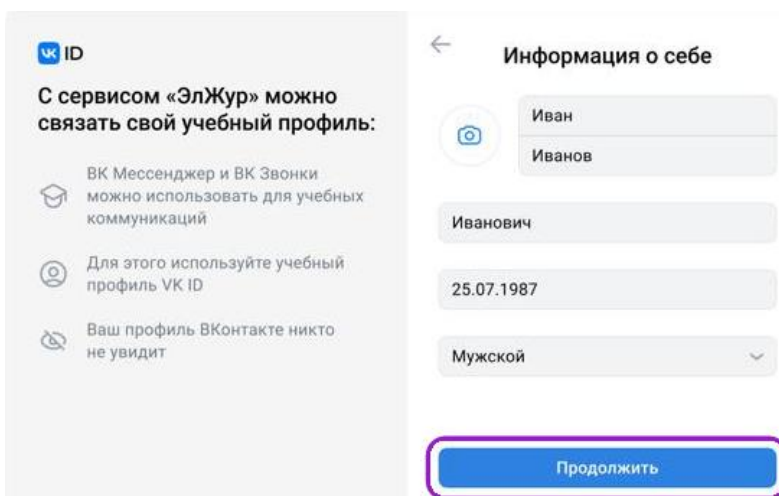 VK ID
С сервисом «ЭлЖур» можно
связать свой учебный профиль:
ВК Мессенджер и ВК Звонки
можно использовать для учебных
коммуникаций
Для этого используйте учебный
профиль VK ID
Ваш профиль ВКонтакте никто
не увидит
Информация о себе
Иван
Иванов
Иванович
25.07.1987
Мужской
Продолжить